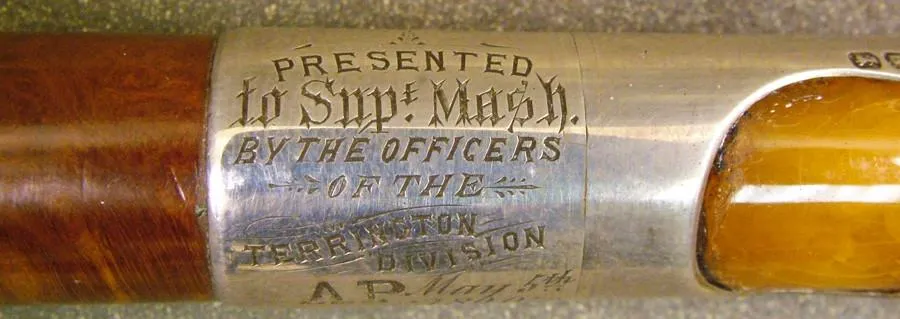 PRESENTED
to Supt. Mash.
BY THE OFFICERS
OF THE
TERRINGTON
DIVISION
May 5th